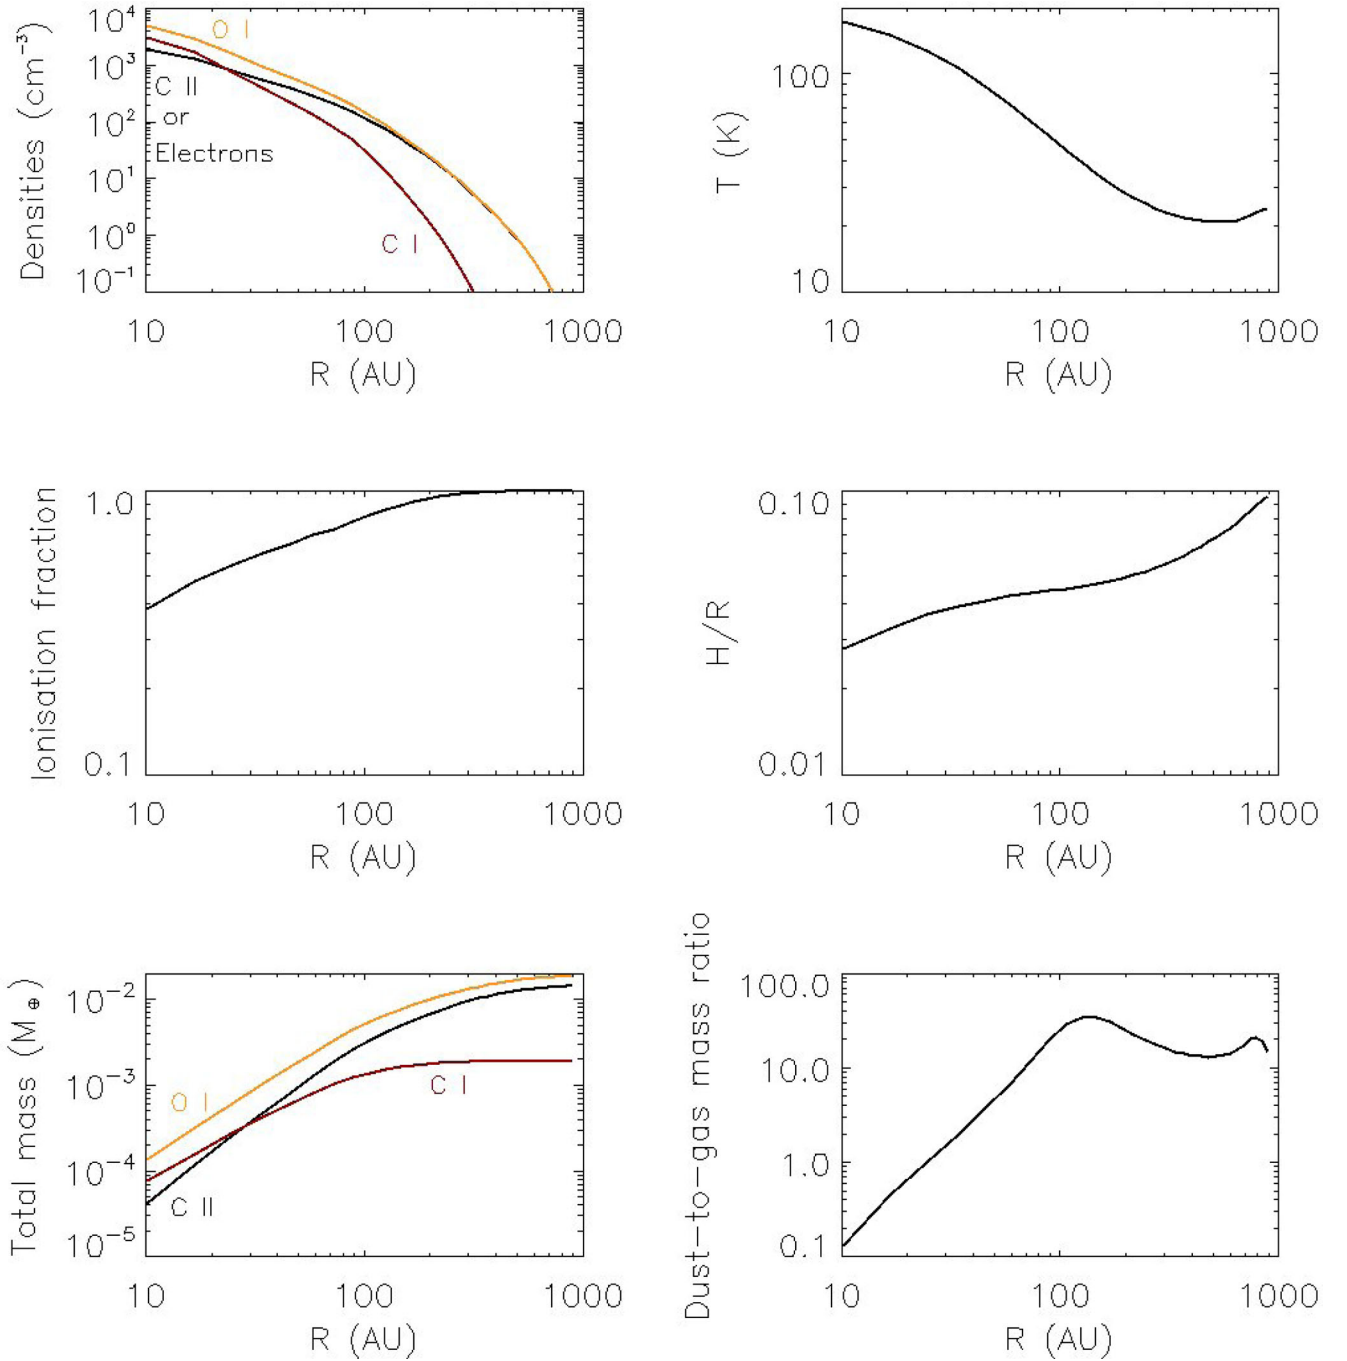 Densities (cm⁻³)
10⁴
10³
10²
10¹
10⁰
10⁻¹
O I
C II
or
Electrons
C I
10
100
1000
R (AU)
T (K)
100
10
10
100
1000
R (AU)
Ionisation fraction
1.0
0.1
10
100
1000
R (AU)
H/R
0.10
0.01
10
100
1000
R (AU)
Total mass (M⊕)
10⁻²
10⁻³
10⁻⁴
10⁻⁵
O I
C I
C II
10
100
1000
R (AU)
Dust-to-gas mass ratio
100.0
10.0
1.0
0.1
10
100
1000
R (AU)